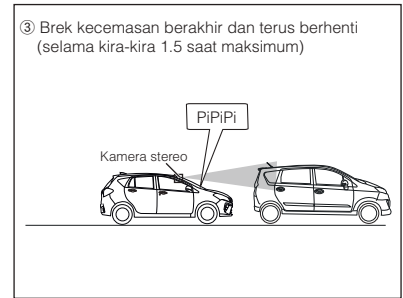 ③ Brek kecemasan berakhir dan terus berhenti
(selama kira-kira 1.5 saat maksimum)
PiPiPi
Kamera stereo